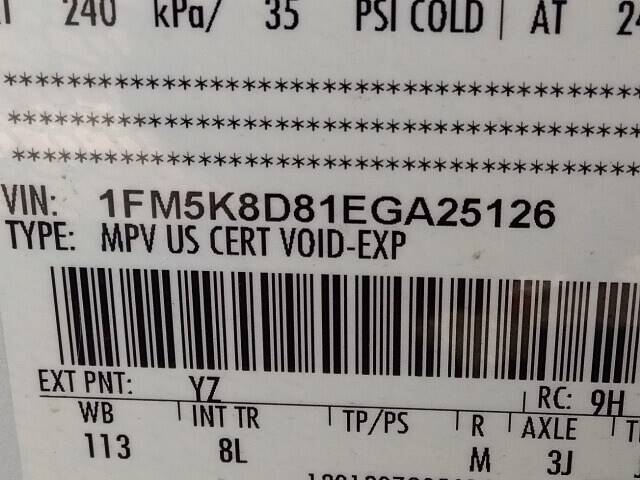 240 kPa/ 35 PSI COLD | AT
****************************************
****************************************
****************************************
VIN: 1FM5K8D81EGA25126
TYPE: MPV US CERT VOID-EXP
EXT PNT: YZ RC: 9H
WB INT TR TP/PS R AXLE
113 8L M 3J